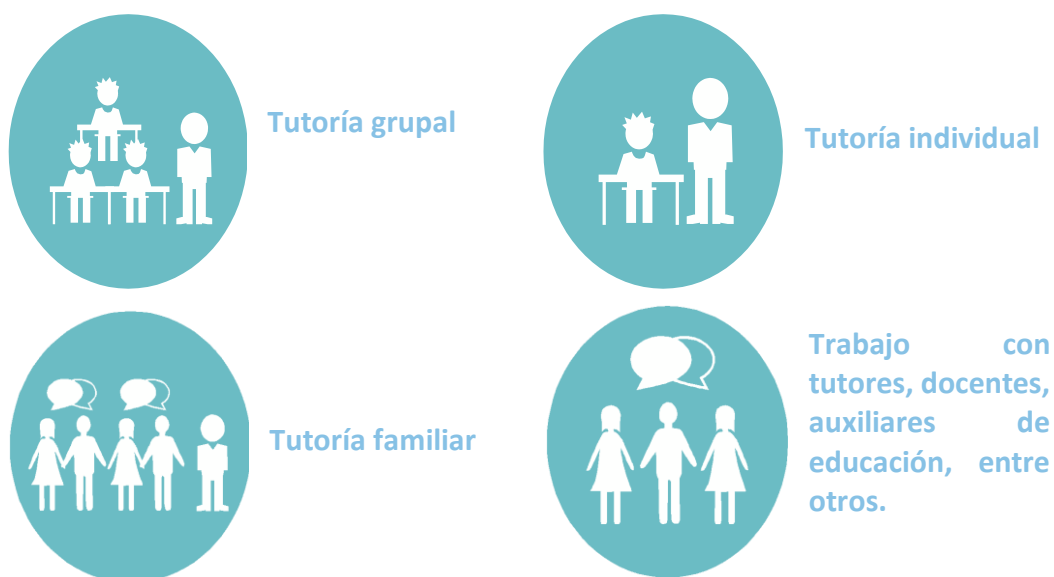 Tutoría grupal
Tutoría individual
Tutoría familiar
Trabajo con
tutores, docentes,
auxiliares de
educación, entre
otros.